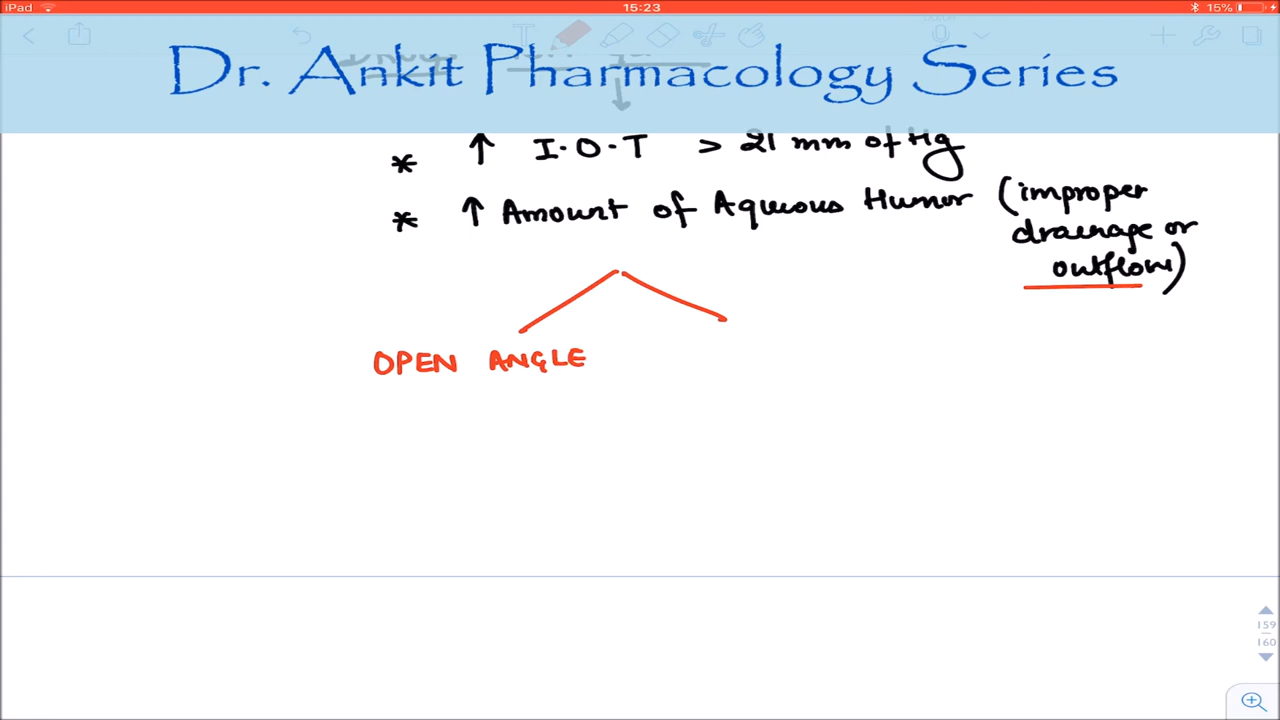 iPad 15:23 15%
Dr. Ankit Pharmacology Series
* ↑ I.O.T > 21 mm of Hg
* ↑ Amount of Aqueous Humor (improper
drainage or
outflow)
OPEN ANGLE
159
160